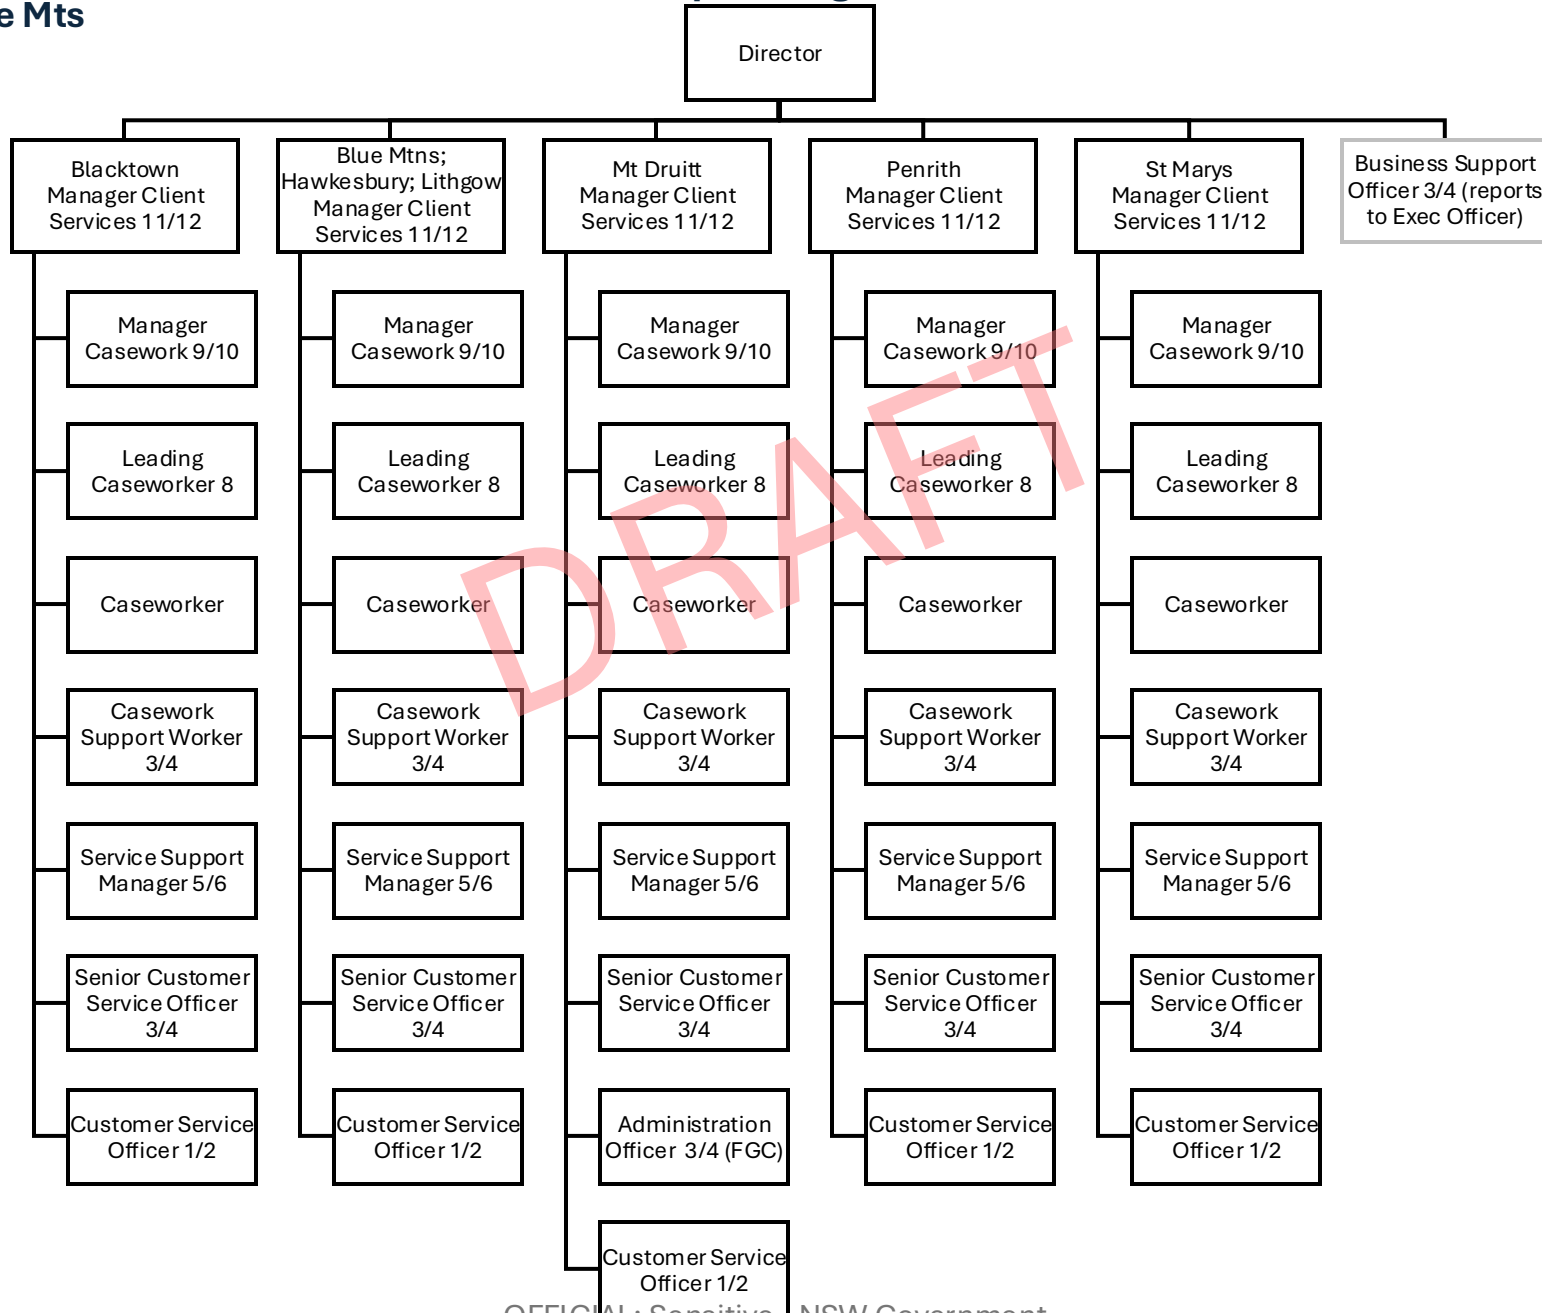 e Mts
Director
Blacktown
Manager Client
Services 11/12
Blue Mtns;
Hawkesbury; Lithgow
Manager Client
Services 11/12
Mt Druitt
Manager Client
Services 11/12
Penrith
Manager Client
Services 11/12
St Marys
Manager Client
Services 11/12
Business Support
Officer 3/4 (reports
to Exec Officer)
Manager
Casework 9/10
Leading
Caseworker 8
Caseworker
Casework
Support Worker
3/4
Service Support
Manager 5/6
Senior Customer
Service Officer
3/4
Customer Service
Officer 1/2
Manager
Casework 9/10
Leading
Caseworker 8
Caseworker
Casework
Support Worker
3/4
Service Support
Manager 5/6
Senior Customer
Service Officer
3/4
Customer Service
Officer 1/2
Manager
Casework 9/10
Leading
Caseworker 8
Caseworker
Casework
Support Worker
3/4
Service Support
Manager 5/6
Senior Customer
Service Officer
3/4
Administration
Officer 3/4 (FGC)
Customer Service
Officer 1/2
Manager
Casework 9/10
Leading
Caseworker 8
Caseworker
Casework
Support Worker
3/4
Service Support
Manager 5/6
Senior Customer
Service Officer
3/4
Customer Service
Officer 1/2
Manager
Casework 9/10
Leading
Caseworker 8
Caseworker
Casework
Support Worker
3/4
Service Support
Manager 5/6
Senior Customer
Service Officer
3/4
Customer Service
Officer 1/2
DRAFT
OFFICIAL: Sensitive - NSW Government